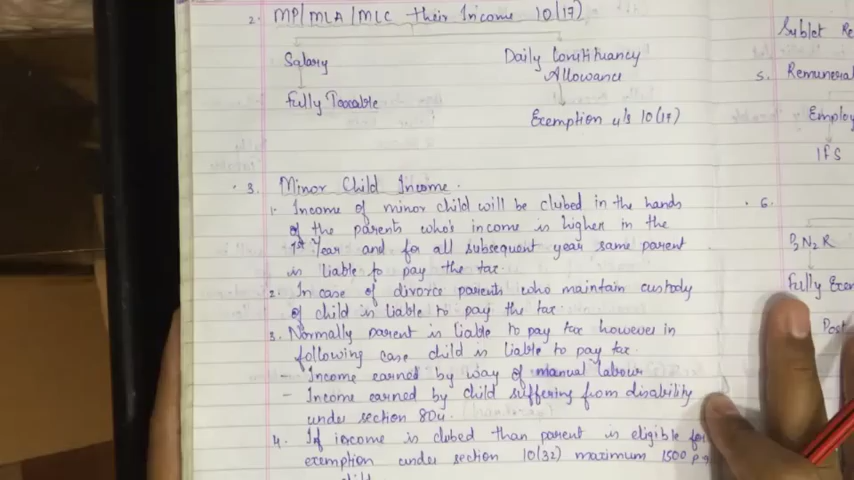 2. MP/MLA/MLC their Income 10(17)
Salary
Daily Constituancy
Allowance
Fully Taxable
Exemption u/s 10(17)
3. Minor Child Income.
1. Income of minor child will be clubed in the hands
of the parents who's income is higher in the
1st Year and for all subsequent year same parent
is liable to pay the tax.
2. In case of divorce parents who maintain custody
of child is liable to pay the tax.
3. Normally parent is liable to pay tax however in
following case child is liable to pay tax.
- Income earned by way of manual labour
- Income earned by child suffering from disability
under section 80u.
4. If income is clubed than parent is eligible for
exemption under section 10(32) maximum 1500 p.
Sublet Re
5. Remunera
Employ
IFS
6.
R
Fully Exe
Post